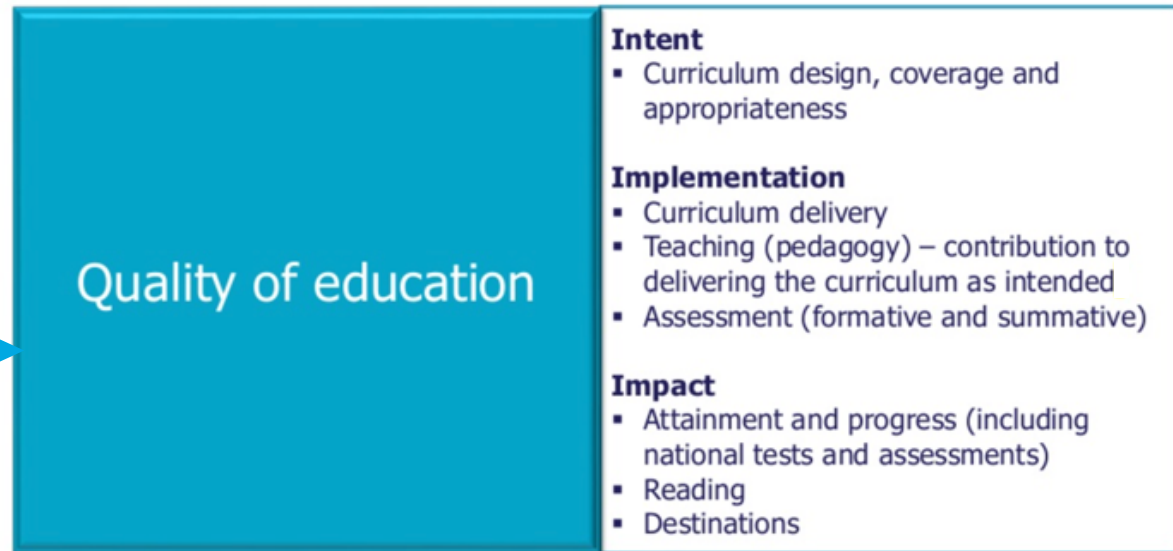 Quality of education
Intent
▪ Curriculum design, coverage and
appropriateness
Implementation
▪ Curriculum delivery
▪ Teaching (pedagogy) – contribution to
delivering the curriculum as intended
▪ Assessment (formative and summative)
Impact
▪ Attainment and progress (including
national tests and assessments)
▪ Reading
▪ Destinations